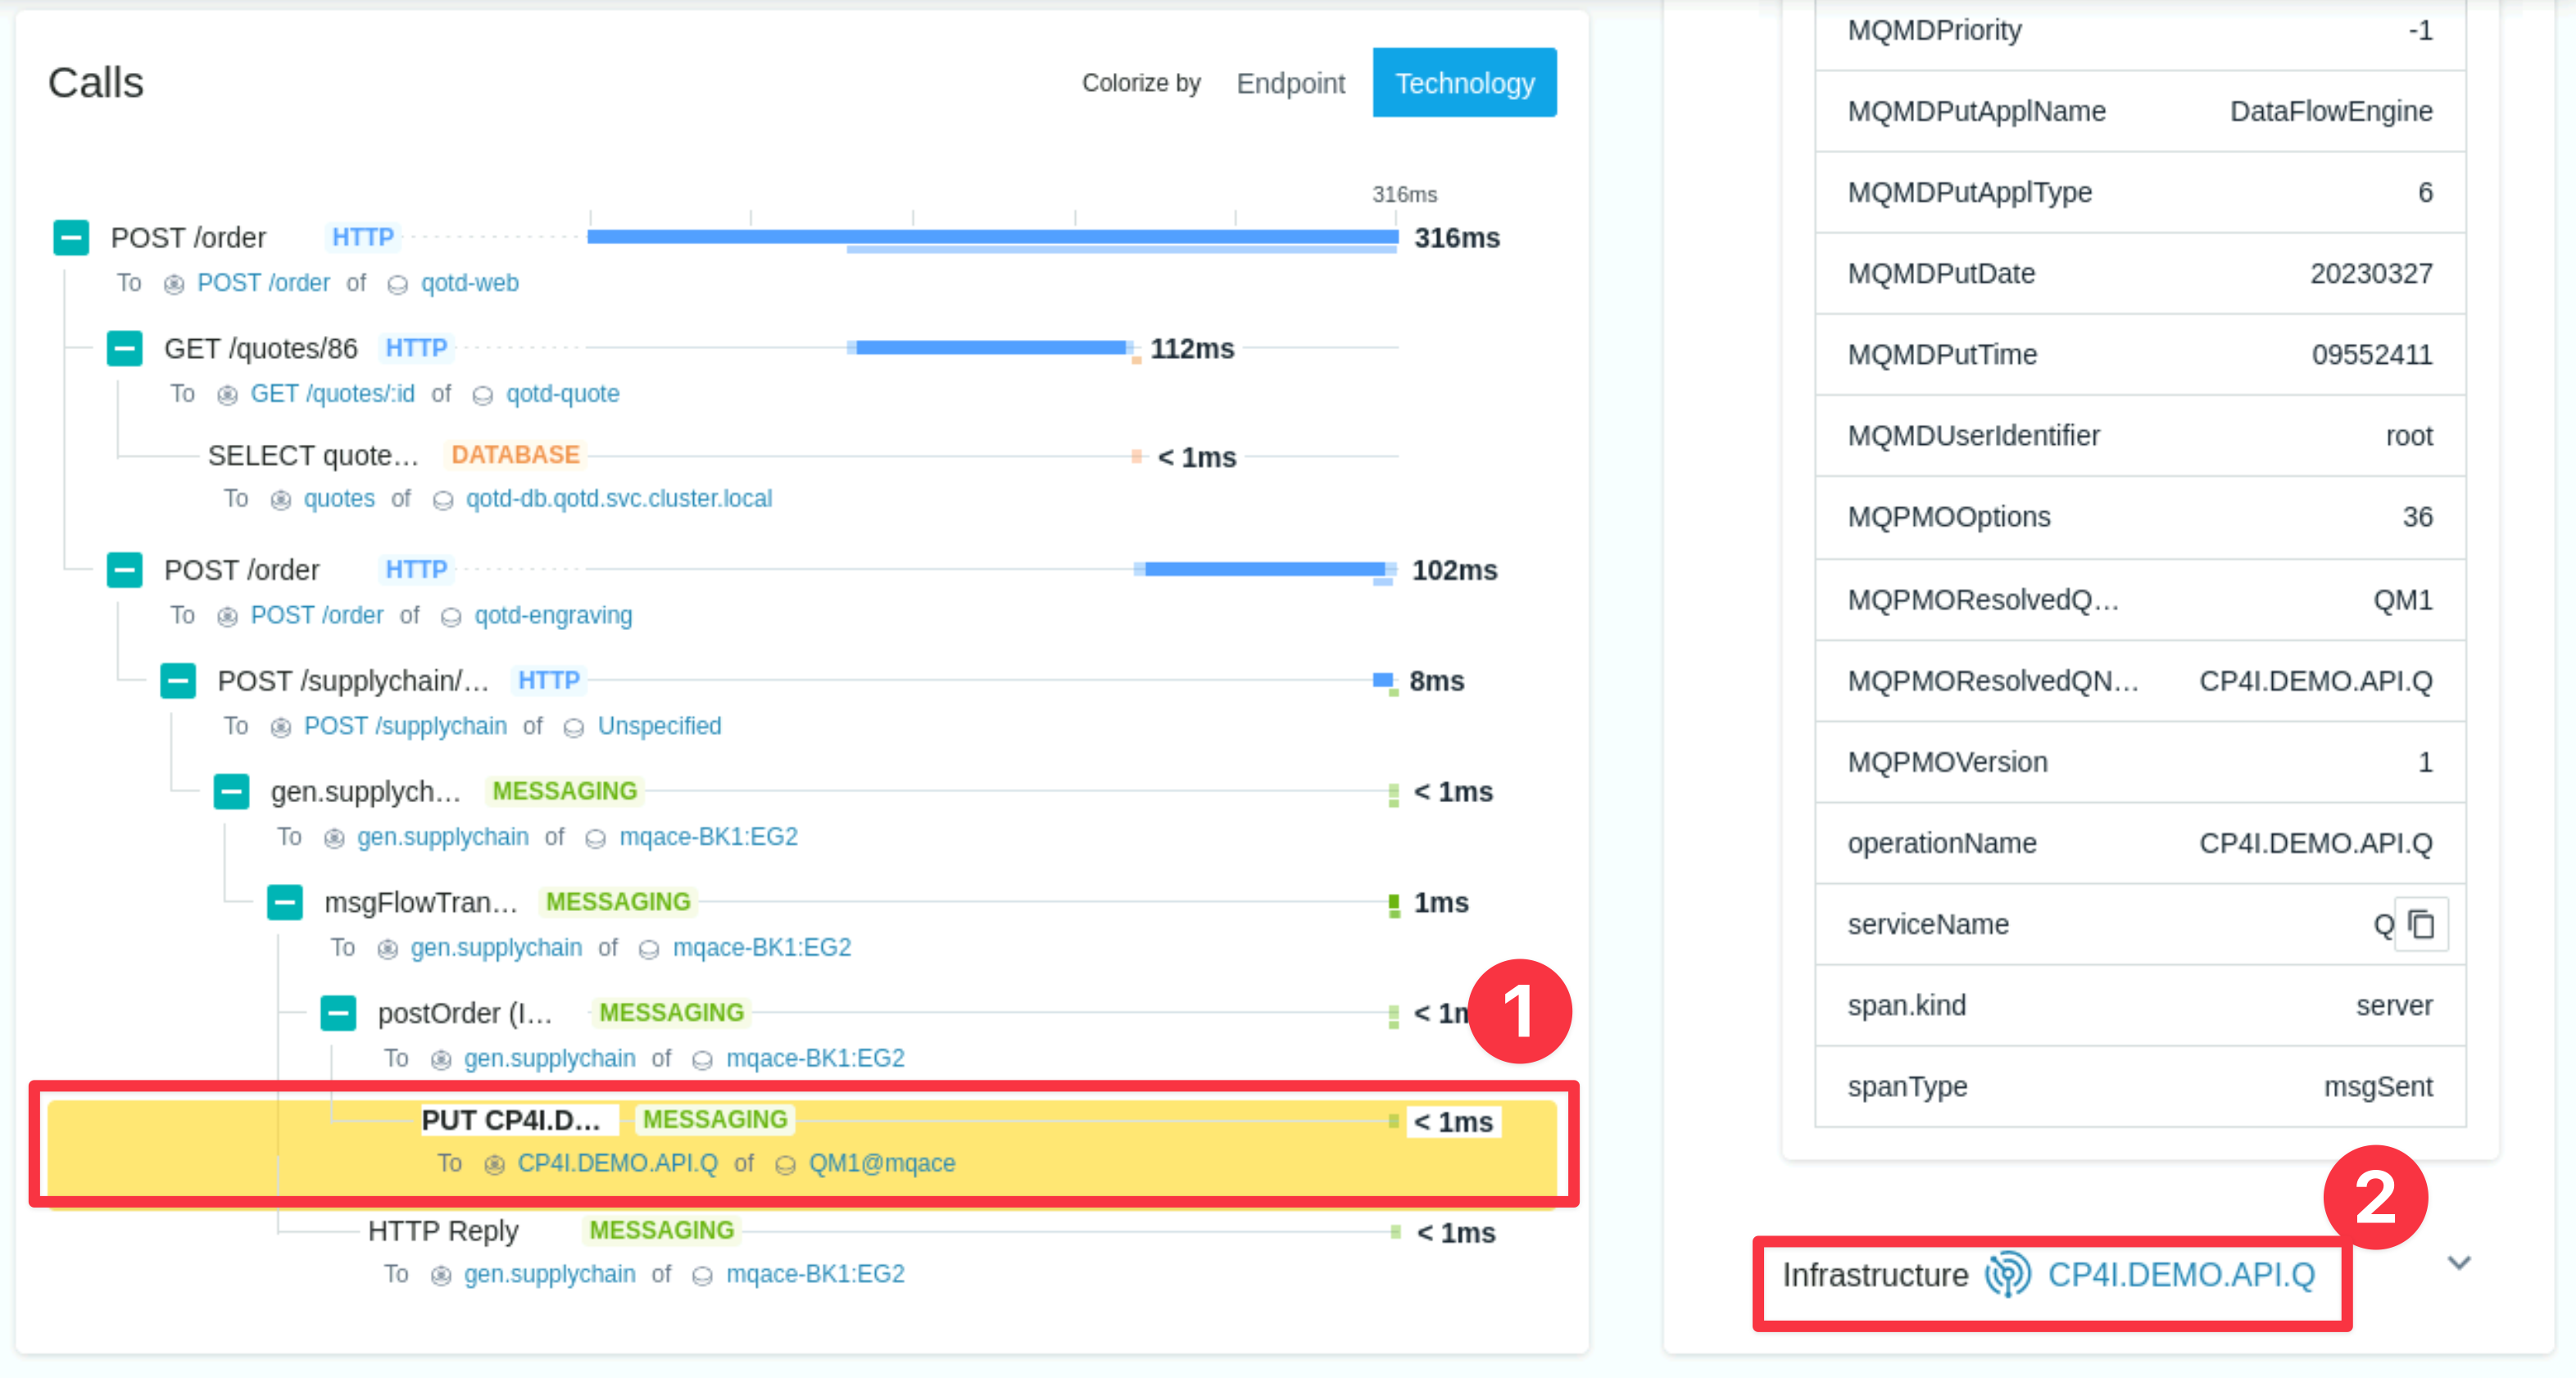 Calls
Colorize by Endpoint Technology
316ms
POST /order HTTP 316ms
To POST /order of qotd-web
GET /quotes/86 HTTP 112ms
To GET /quotes/:id of qotd-quote
SELECT quote... DATABASE < 1ms
To quotes of qotd-db.qotd.svc.cluster.local
POST /order HTTP 102ms
To POST /order of qotd-engraving
POST /supplychain/... HTTP 8ms
To POST /supplychain of Unspecified
gen.supplych... MESSAGING < 1ms
To gen.supplychain of mqace-BK1:EG2
msgFlowTran... MESSAGING 1ms
To gen.supplychain of mqace-BK1:EG2
postOrder (I... MESSAGING < 1m
1
To gen.supplychain of mqace-BK1:EG2
PUT CP4I.D... MESSAGING < 1ms
To CP4I.DEMO.API.Q of QM1@mqace
HTTP Reply MESSAGING < 1ms
To gen.supplychain of mqace-BK1:EG2
MQMDPriority -1
MQMDPutApplName DataFlowEngine
MQMDPutApplType 6
MQMDPutDate 20230327
MQMDPutTime 09552411
MQMDUserIdentifier root
MQPMOOptions 36
MQPMOResolvedQ... QM1
MQPMOResolvedQN... CP4I.DEMO.API.Q
MQPMOVersion 1
operationName CP4I.DEMO.API.Q
serviceName Q
span.kind server
spanType msgSent
2
Infrastructure CP4I.DEMO.API.Q